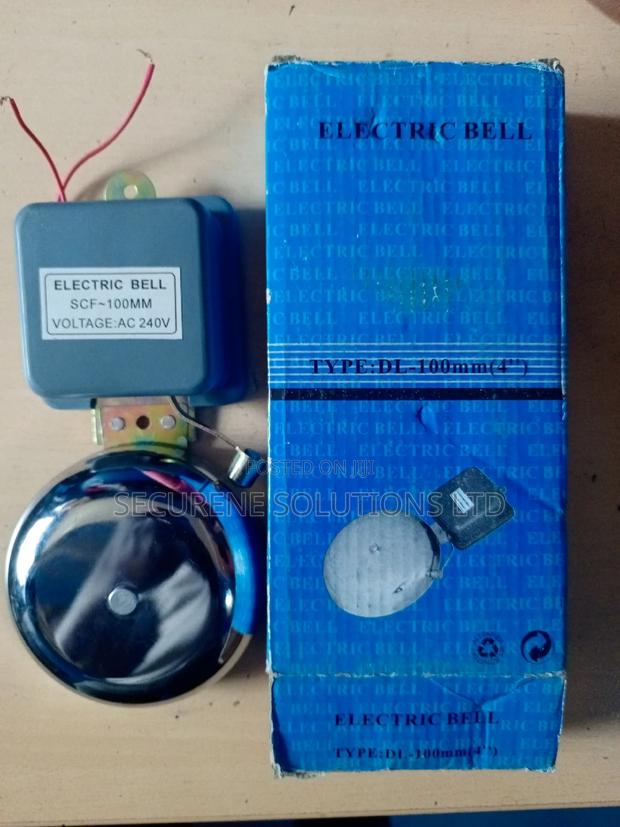 ELECTRIC BELL
SCF~100MM
VOLTAGE:AC 240V
ELECTRIC BELL
TYPE:DL-100mm(4'')
POSTED ON JIJI
SECURENE SOLUTIONS LTD
ELECTRIC BELL
TYPE:DL-100mm(4'')